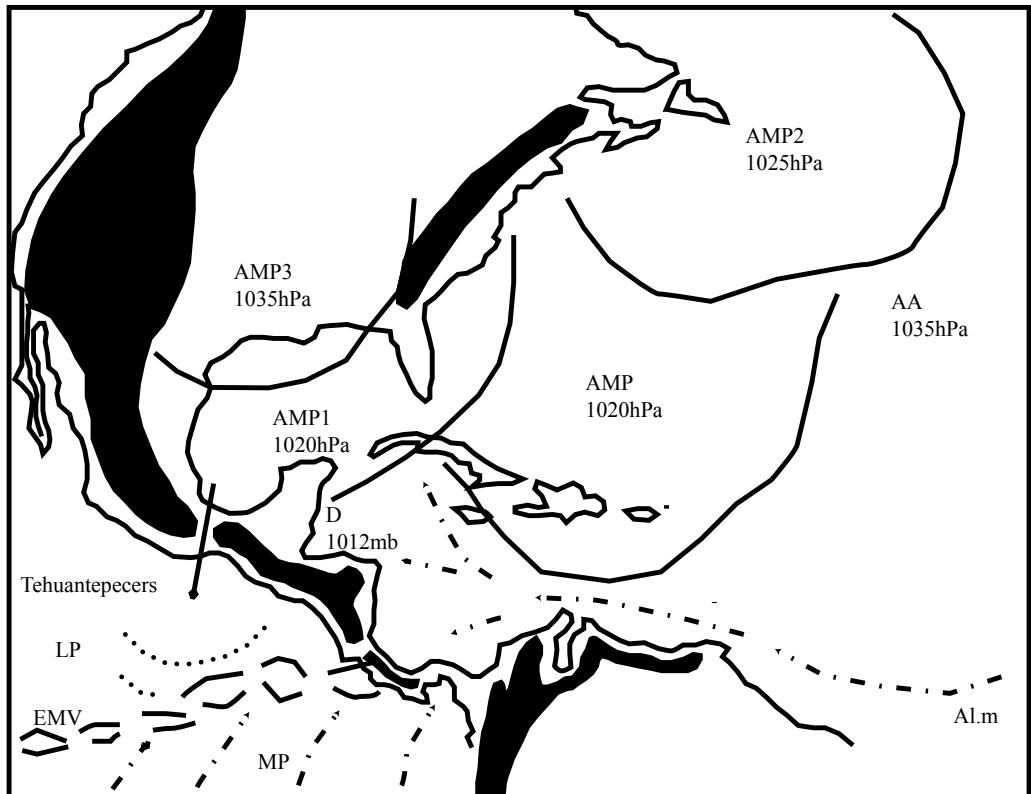 AMP2
1025hPa
AMP3
1035hPa
AA
1035hPa
AMP
1020hPa
AMP1
1020hPa
D
1012mb
Tehuantepecers
LP
EMV
Al.m
MP